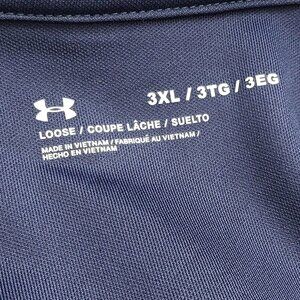 3XL / 3TG / 3EG
LOOSE / COUPE LÂCHE / SUELTO
MADE IN VIETNAM / FABRIQUÉ AU VIETNAM /
HECHO EN VIETNAM